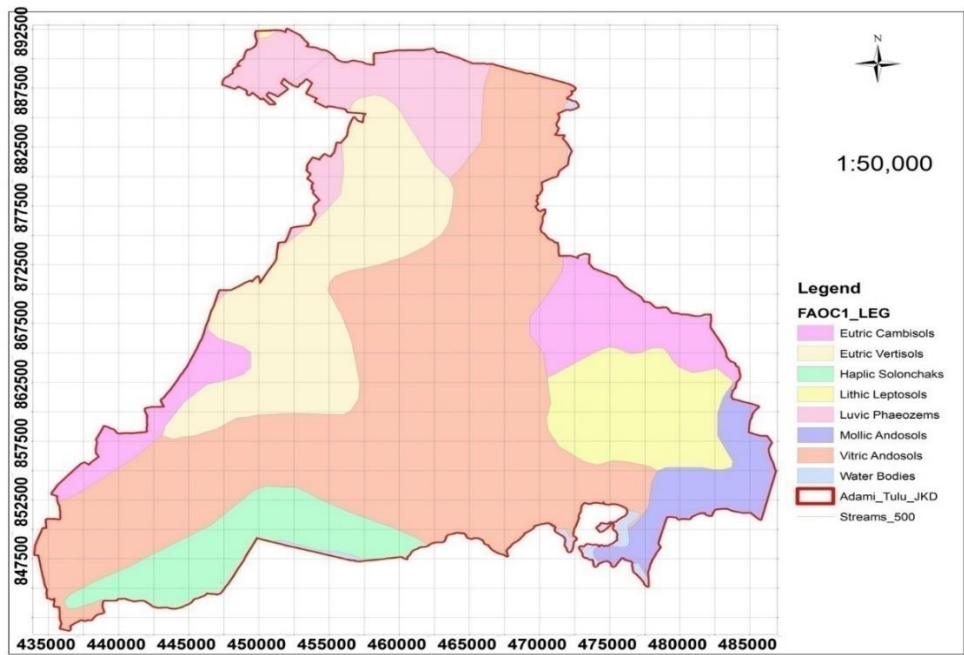 892500
887500
882500
877500
872500
867500
862500
857500
852500
847500
N
1:50,000
Legend
FAOC1_LEG
Eutric Cambisols
Eutric Vertisols
Haplic Solonchaks
Lithic Leptosols
Luvic Phaeozems
Mollic Andosols
Vitric Andosols
Water Bodies
Adami_Tulu_JKD
Streams_500
435000 440000 445000 450000 455000 460000 465000 470000 475000 480000 485000